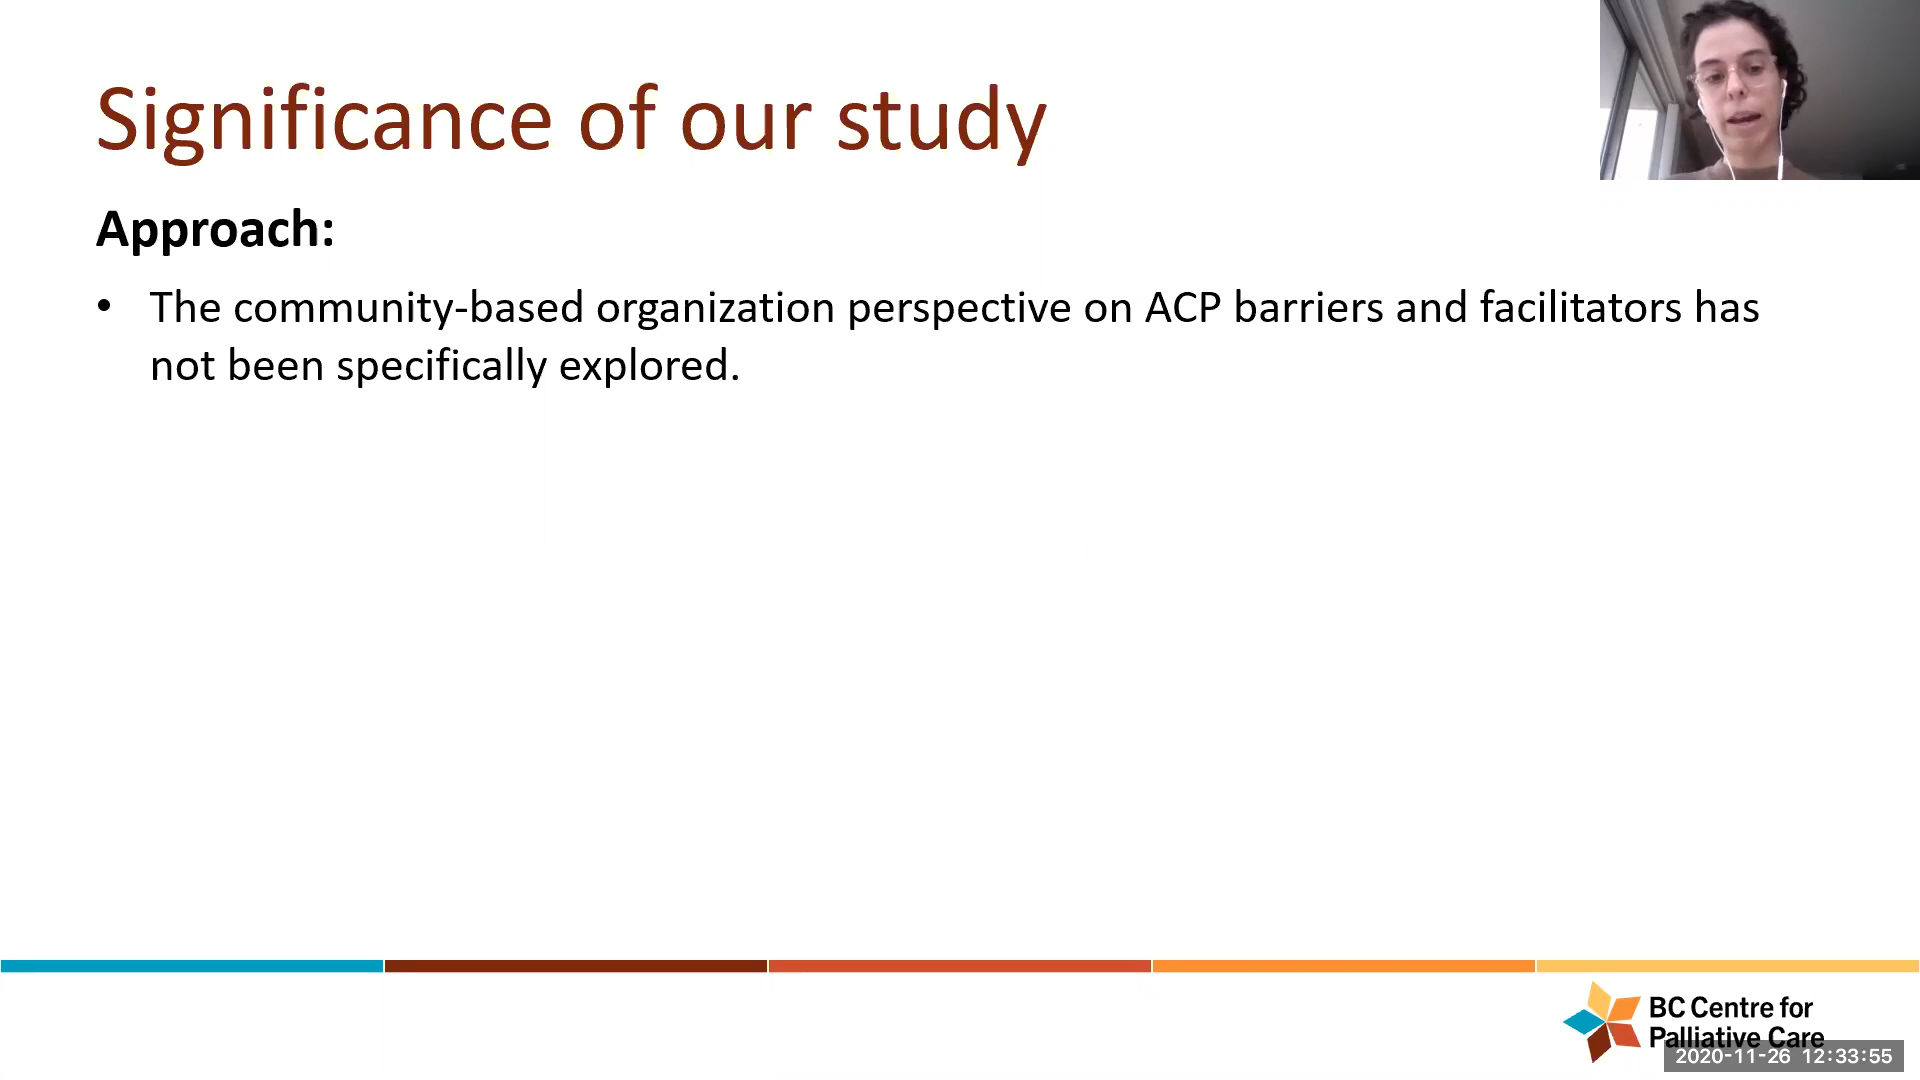 Significance of our study
Approach:
• The community-based organization perspective on ACP barriers and facilitators has
not been specifically explored.
BC Centre for
Palliative Care
2020-11-26 12:33:55